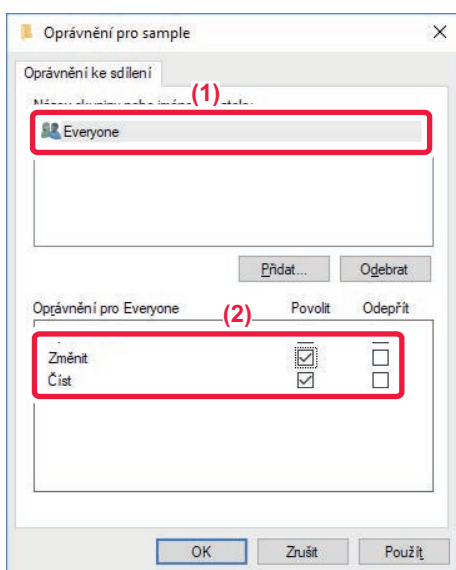 Oprávnění pro sample
Oprávnění ke sdílení
(1)
Everyone
Přidat... Odebrat
Oprávnění pro Everyone (2) Povolit Odepřít
Změnit
Číst
OK Zrušit Použít